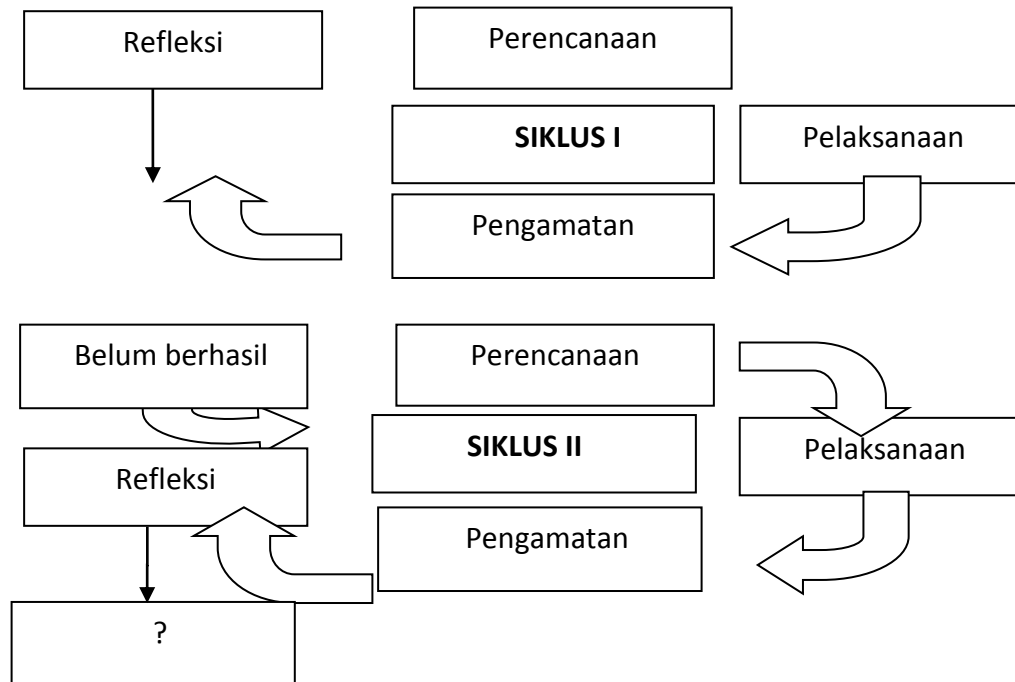 Refleksi
Perencanaan
SIKLUS I
Pelaksanaan
Pengamatan
Belum berhasil
Perencanaan
SIKLUS II
Pelaksanaan
Refleksi
Pengamatan
?